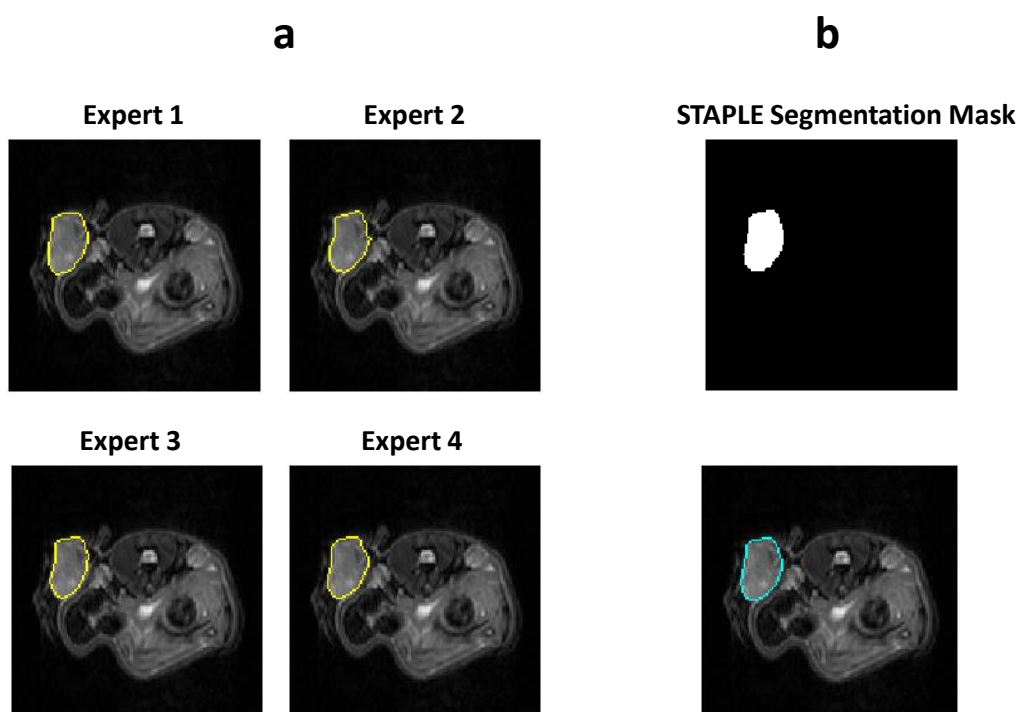 a
b
Expert 1
Expert 2
STAPLE Segmentation Mask
Expert 3
Expert 4